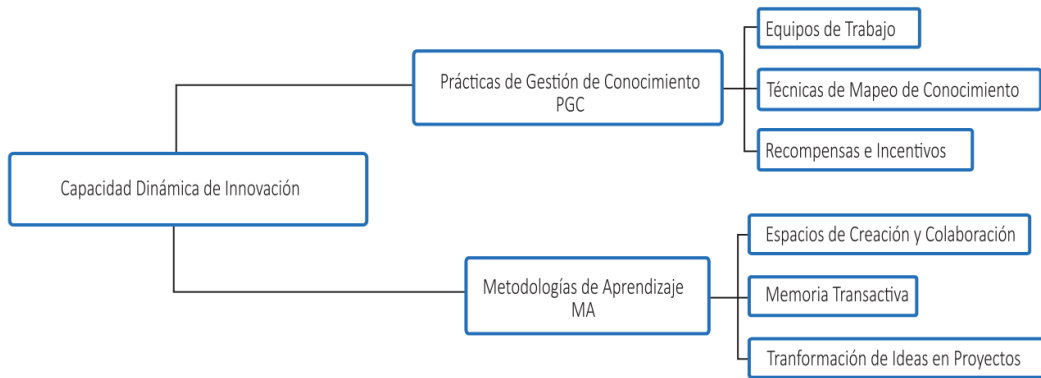 Capacidad Dinámica de Innovación
Prácticas de Gestión de Conocimiento
PGC
Equipos de Trabajo
Técnicas de Mapeo de Conocimiento
Recompensas e Incentivos
Metodologías de Aprendizaje
MA
Espacios de Creación y Colaboración
Memoria Transactiva
Tranformación de Ideas en Proyectos